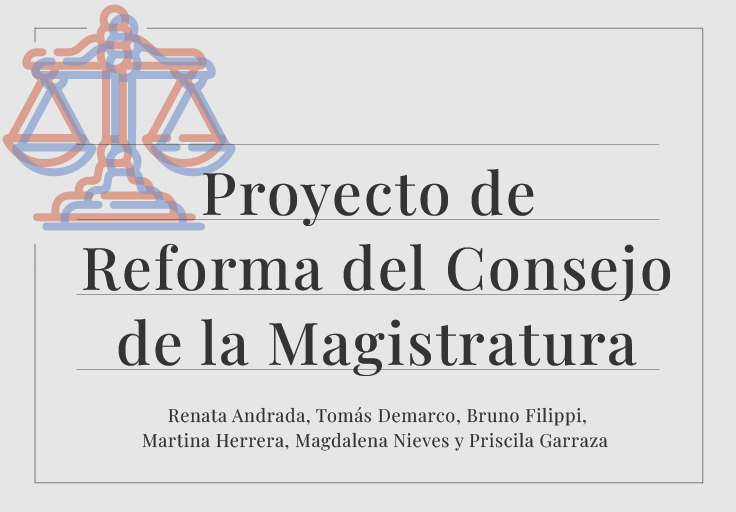 Proyecto de
Reforma del Consejo
de la Magistratura
Renata Andrada, Tomás Demarco, Bruno Filippi,
Martina Herrera, Magdalena Nieves y Priscila Garraza